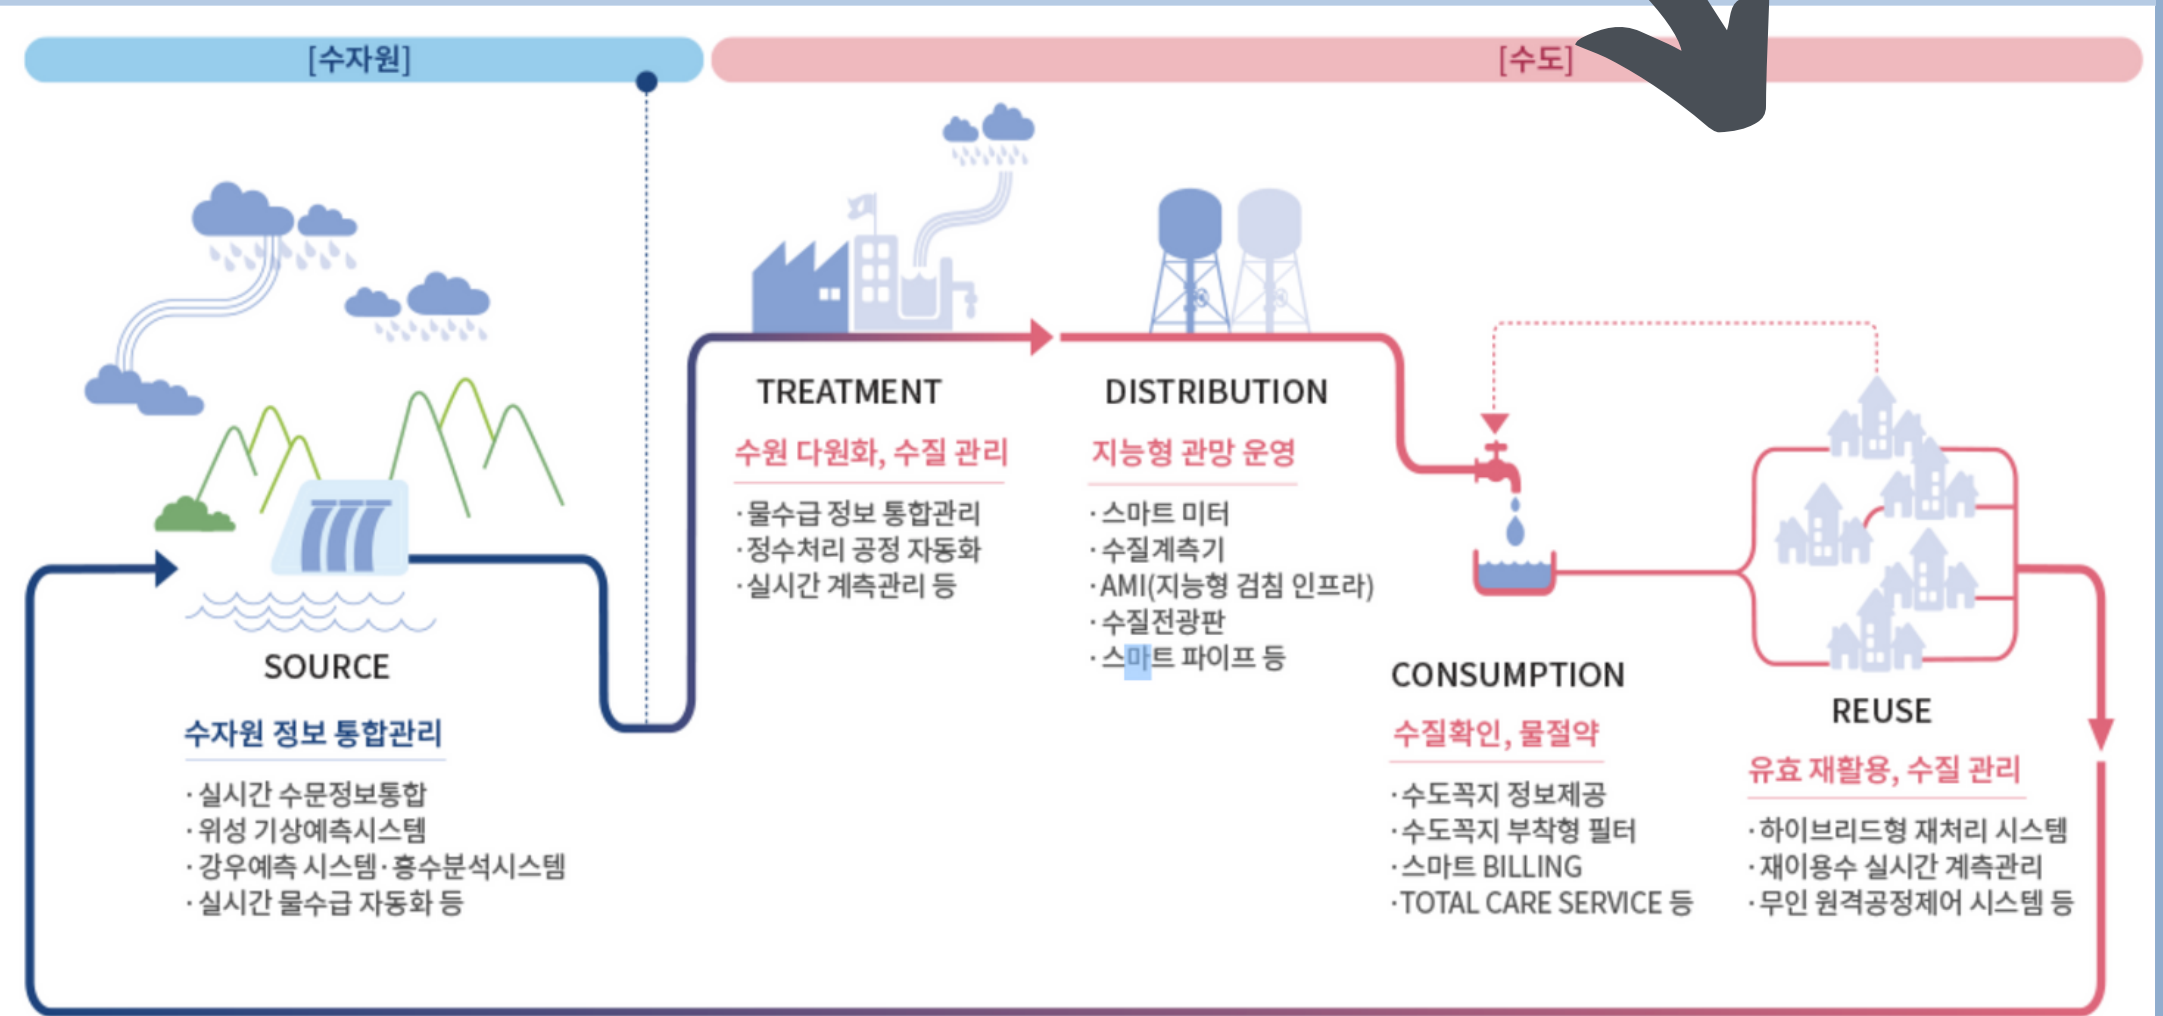 [수자원]
[수도]
SOURCE
수자원 정보 통합관리
·실시간 수문정보통합
·위성 기상예측시스템
·강우예측 시스템·홍수분석시스템
·실시간 물수급 자동화 등
TREATMENT
수원 다원화, 수질 관리
·물수급 정보 통합관리
·정수처리 공정 자동화
·실시간 계측관리 등
DISTRIBUTION
지능형 관망 운영
·스마트 미터
·수질계측기
·AMI(지능형 검침 인프라)
·수질전광판
·스마트 파이프 등
CONSUMPTION
수질확인, 물절약
·수도꼭지 정보제공
·수도꼭지 부착형 필터
·스마트 BILLING
·TOTAL CARE SERVICE 등
REUSE
유효 재활용, 수질 관리
·하이브리드형 재처리 시스템
·재이용수 실시간 계측관리
·무인 원격공정제어 시스템 등